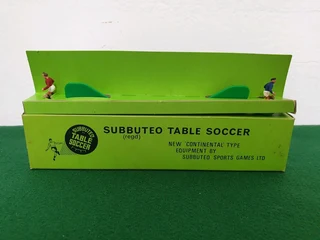 SUBBUTEO
TABLE
SOCCER
SUBBUTEO TABLE SOCCER
(regd)
NEW CONTINENTAL TYPE
EQUIPMENT BY
SUBBUTEO SPORTS GAMES LTD